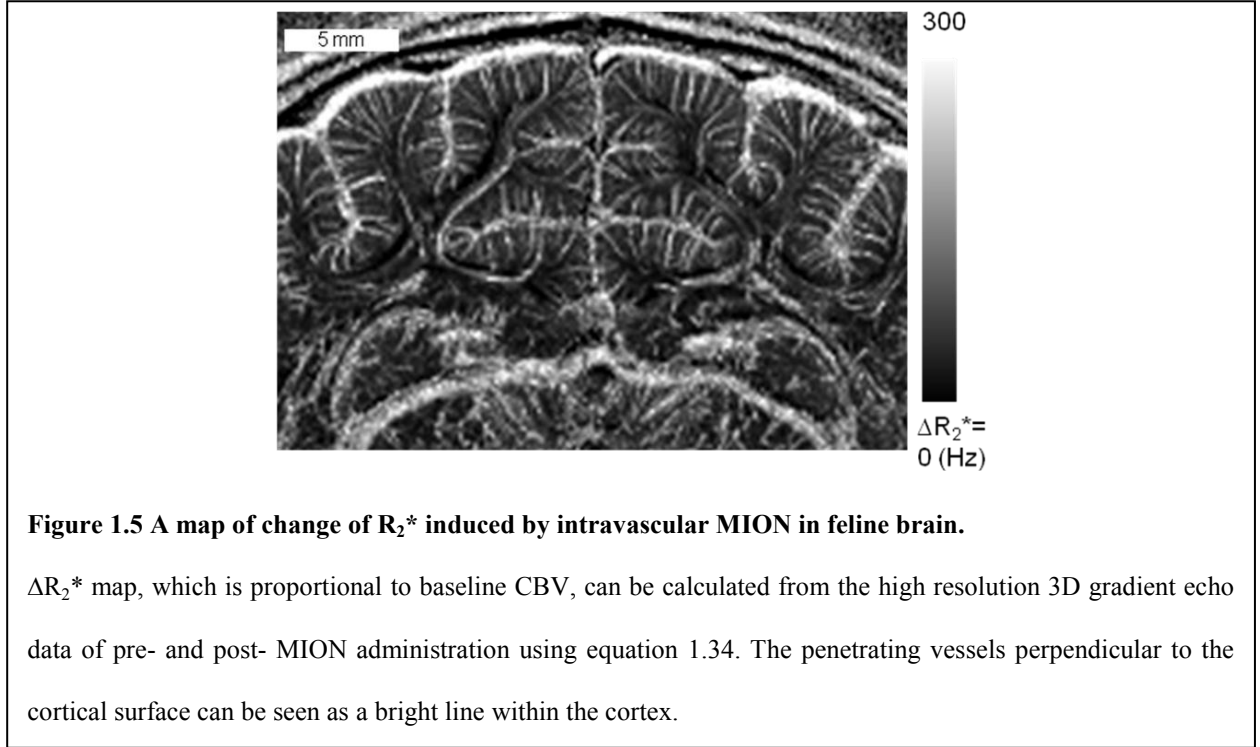 5 mm
300
ΔR₂*=
0 (Hz)
Figure 1.5 A map of change of R₂* induced by intravascular MION in feline brain.
ΔR₂* map, which is proportional to baseline CBV, can be calculated from the high resolution 3D gradient echo
data of pre- and post- MION administration using equation 1.34. The penetrating vessels perpendicular to the
cortical surface can be seen as a bright line within the cortex.